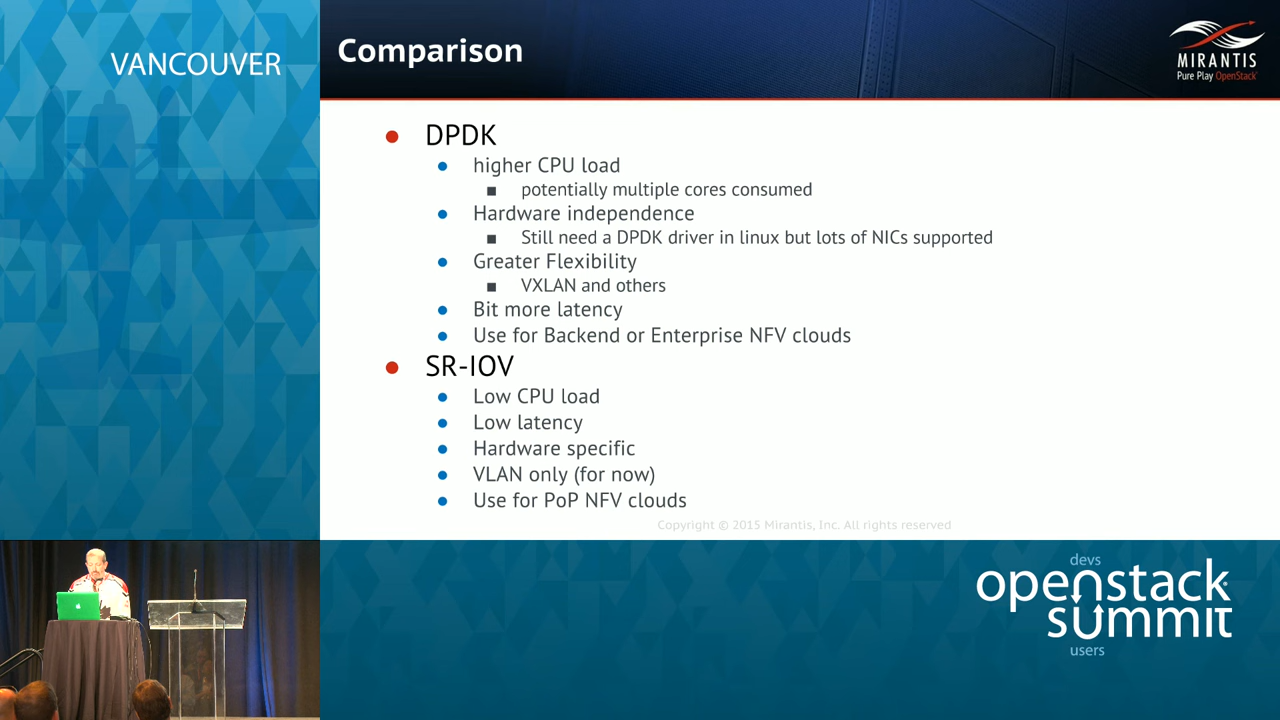 VANCOUVER
Comparison
MIRANTIS
Pure Play OpenStack
DPDK
higher CPU load
potentially multiple cores consumed
Hardware independence
Still need a DPDK driver in linux but lots of NICs supported
Greater Flexibility
VXLAN and others
Bit more latency
Use for Backend or Enterprise NFV clouds
SR-IOV
Low CPU load
Low latency
Hardware specific
VLAN only (for now)
Use for PoP NFV clouds
Copyright © 2015 Mirantis, Inc. All rights reserved
devs
openstack
summit
users